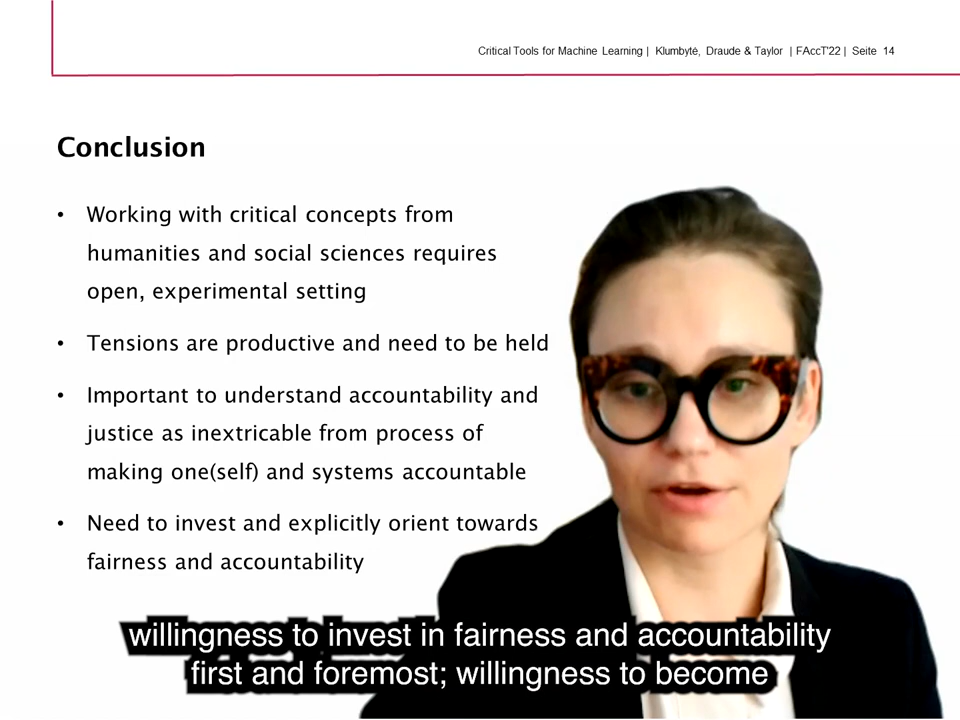 Critical Tools for Machine Learning | Klumbytė, Draude & Taylor | FAccT'22 | Seite 14
Conclusion
• Working with critical concepts from
humanities and social sciences requires
open, experimental setting
• Tensions are productive and need to be held
• Important to understand accountability and
justice as inextricable from process of
making one(self) and systems accountable
• Need to invest and explicitly orient towards
fairness and accountability
willingness to invest in fairness and accountability
first and foremost; willingness to become